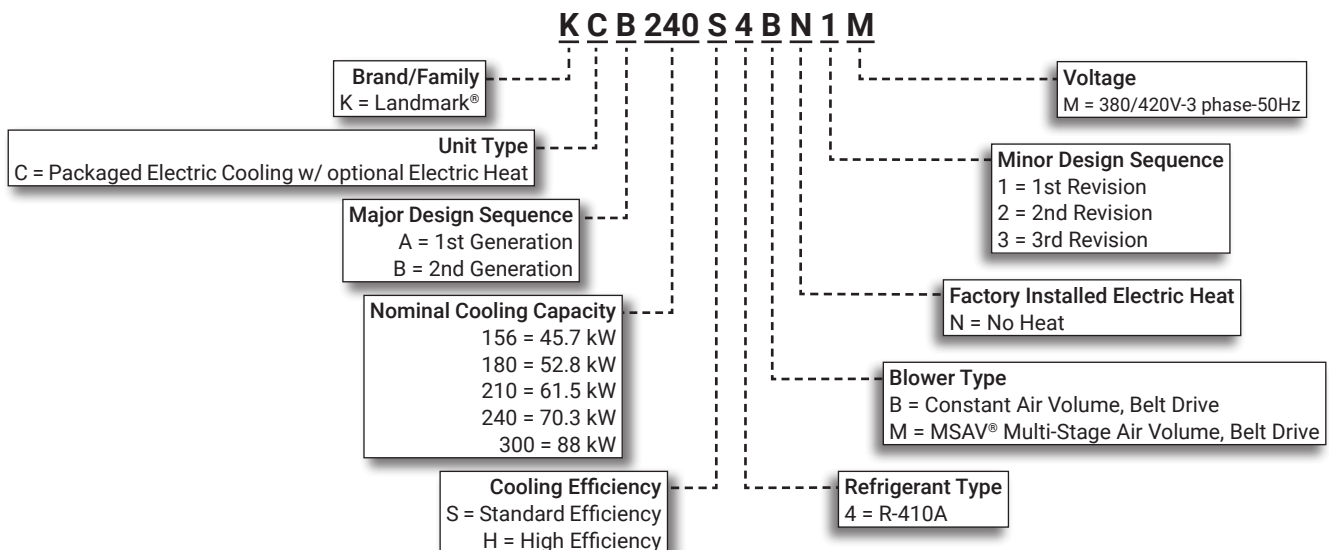 K C B 240 S 4 B N 1 M
Brand/Family
K = Landmark®
Voltage
M = 380/420V-3 phase-50Hz
Unit Type
C = Packaged Electric Cooling w/ optional Electric Heat
Minor Design Sequence
1 = 1st Revision
2 = 2nd Revision
3 = 3rd Revision
Major Design Sequence
A = 1st Generation
B = 2nd Generation
Factory Installed Electric Heat
N = No Heat
Nominal Cooling Capacity
156 = 45.7 kW
180 = 52.8 kW
210 = 61.5 kW
240 = 70.3 kW
300 = 88 kW
Blower Type
B = Constant Air Volume, Belt Drive
M = MSAV® Multi-Stage Air Volume, Belt Drive
Cooling Efficiency
S = Standard Efficiency
H = High Efficiency
Refrigerant Type
4 = R-410A